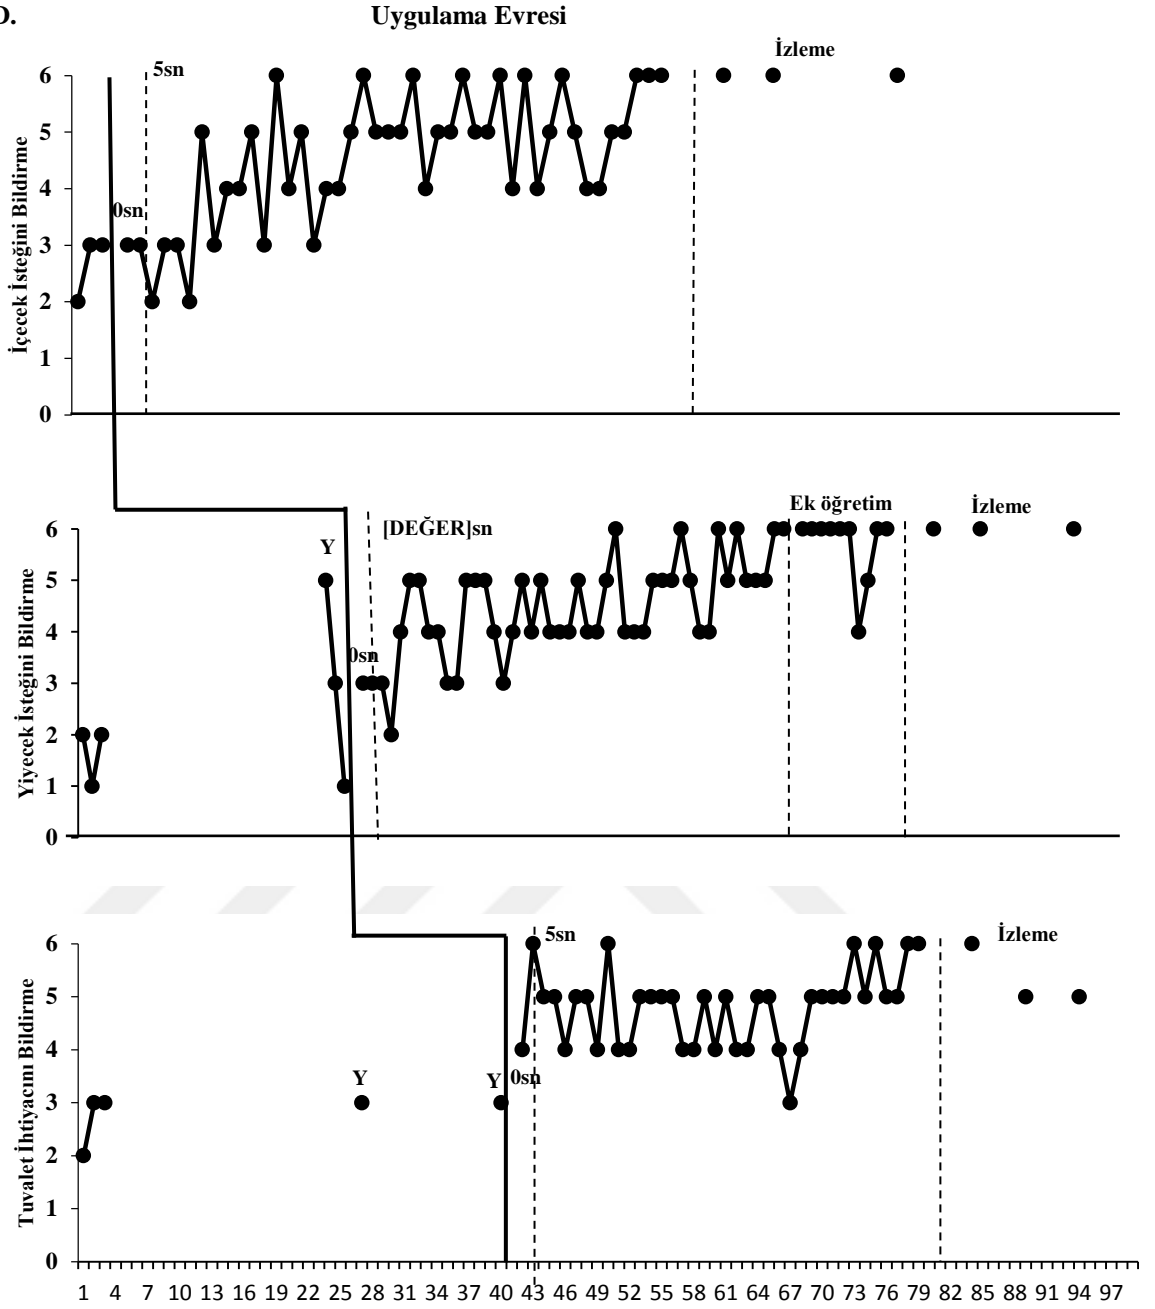 D.
Uygulama Evresi
İzleme
5sn
0sn
6
5
4
3
2
1
0
İçecek İsteğini Bildirme
Ek öğretim
İzleme
[DEĞER]sn
Y
0sn
6
5
4
3
2
1
0
Yiyecek İsteğini Bildirme
5sn
İzleme
Y
Y
0sn
6
5
4
3
2
1
0
Tuvalet İhtiyacını Bildirme
1 4 7 10 13 16 19 22 25 28 31 34 37 40 43 46 49 52 55 58 61 64 67 70 73 76 79 82 85 88 91 94 97